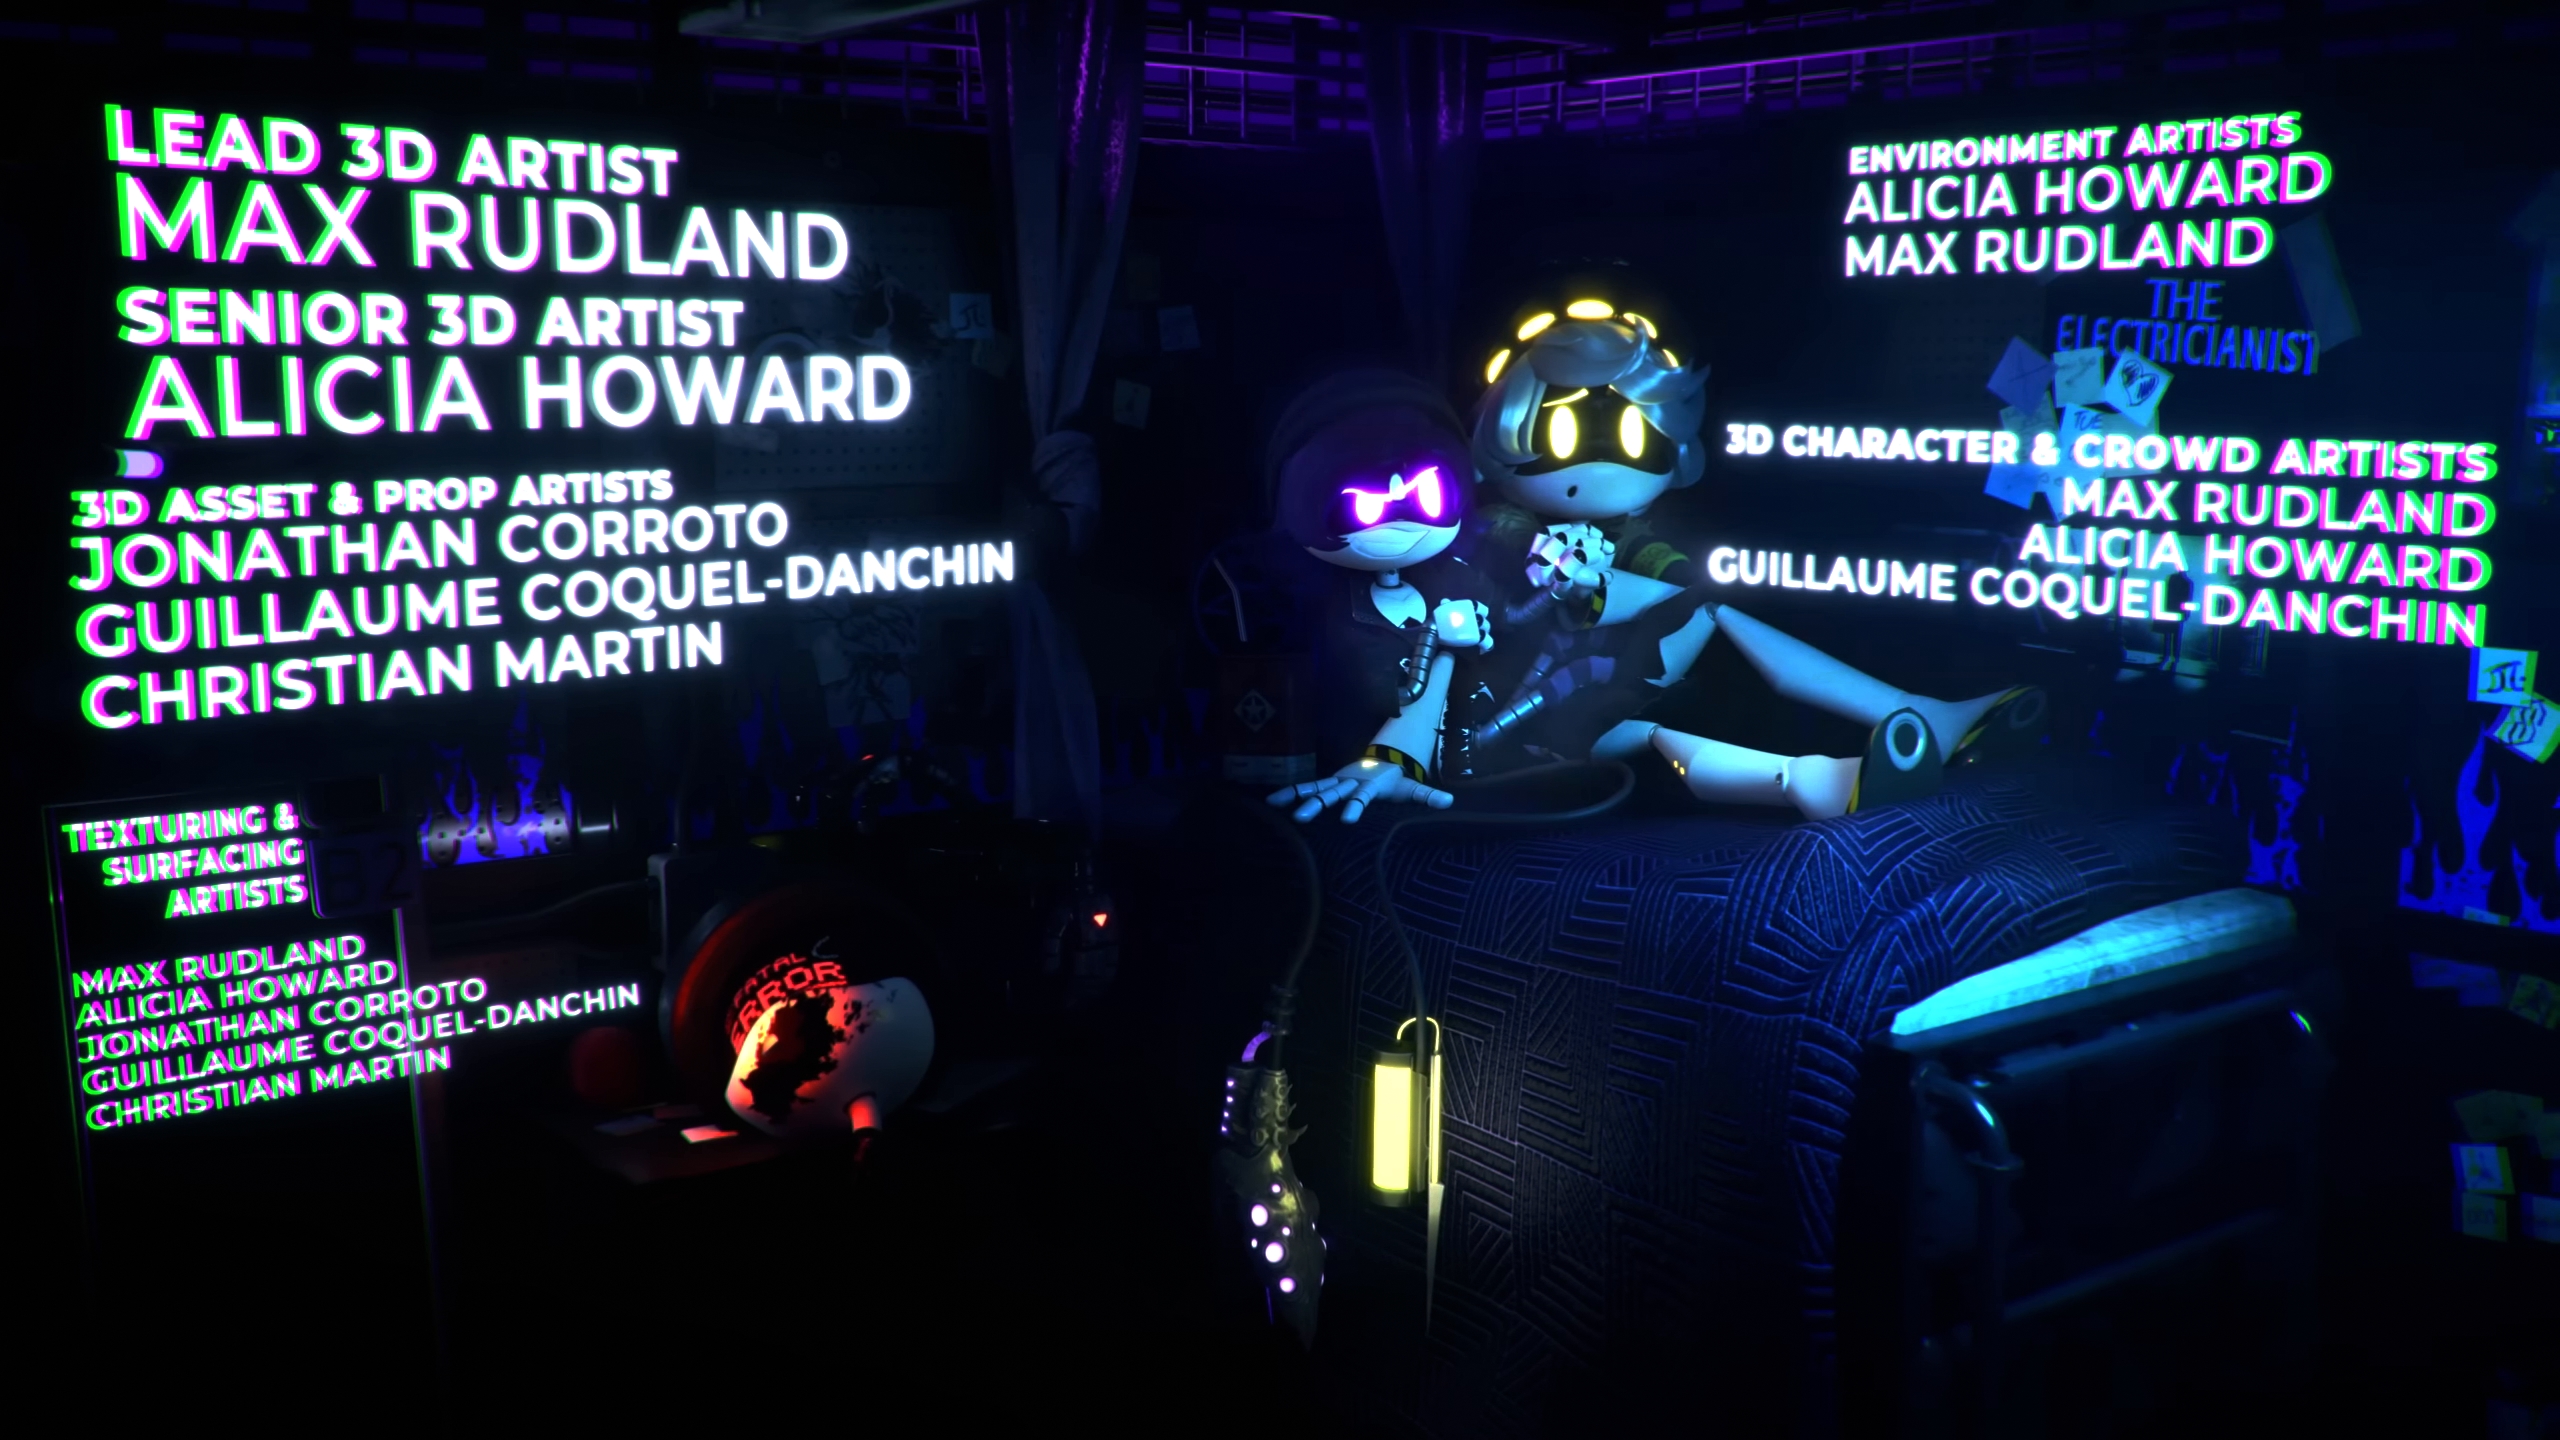 LEAD 3D ARTIST
MAX RUDLAND
SENIOR 3D ARTIST
ALICIA HOWARD
3D ASSET & PROP ARTISTS
JONATHAN CORROTO
GUILLAUME COQUEL-DANCHIN
CHRISTIAN MARTIN
TEXTURING &
SURFACING
ARTISTS
MAX RUDLAND
ALICIA HOWARD
JONATHAN CORROTO
GUILLAUME COQUEL-DANCHIN
CHRISTIAN MARTIN
B2
FATAL
ERROR
ENVIRONMENT ARTISTS
ALICIA HOWARD
MAX RUDLAND
THE
ELECTRICIANIST
TUE
3D CHARACTER & CROWD ARTISTS
MAX RUDLAND
ALICIA HOWARD
GUILLAUME COQUEL-DANCHIN